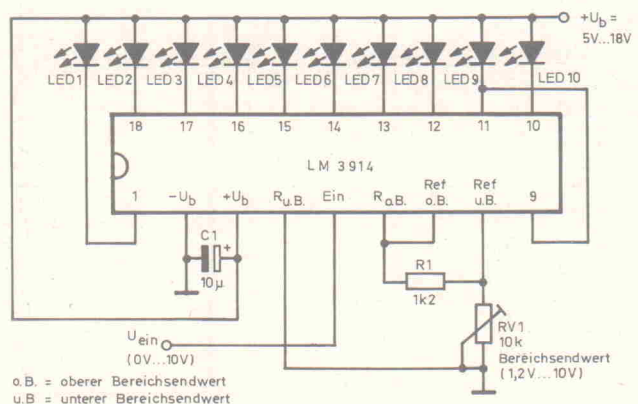 +Ub =
5V...18V
LED1 LED2 LED3 LED4 LED5 LED6 LED7 LED8 LED9 LED10
18 17 16 15 14 13 12 11 10
LM 3914
1 -Ub +Ub Ru.B. Ein Ro.B. Ref o.B. Ref u.B. 9
C1
+
10µ
R1
1k2
RV1
10k
Uein
(0V...10V)
Bereichsendwert
(1,2V...10V)
o.B. = oberer Bereichsendwert
u.B = unterer Bereichsendwert